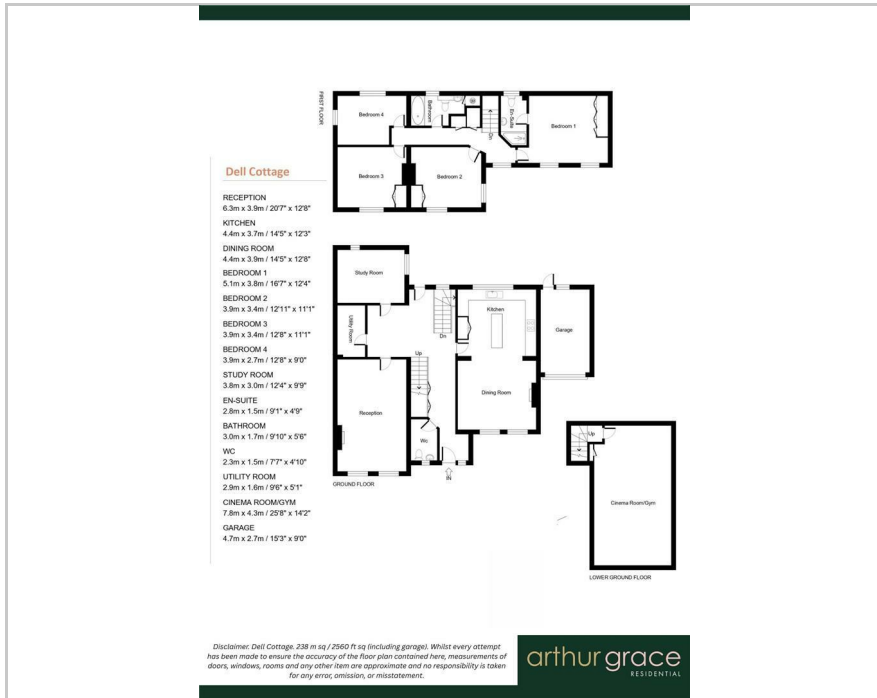 Dell Cottage
RECEPTION
6.3m x 3.9m / 20'7" x 12'8"
KITCHEN
4.4m x 3.7m / 14'5" x 12'3"
DINING ROOM
4.4m x 3.9m / 14'5" x 12'8"
BEDROOM 1
5.1m x 3.8m / 16'7" x 12'4"
BEDROOM 2
3.9m x 3.4m / 12'11" x 11'1"
BEDROOM 3
3.9m x 3.4m / 12'8" x 11'1"
BEDROOM 4
3.9m x 2.7m / 12'8" x 9'0"
STUDY ROOM
3.8m x 3.0m / 12'4" x 9'9"
EN-SUITE
2.8m x 1.5m / 9'1" x 4'9"
BATHROOM
3.0m x 1.7m / 9'10" x 5'6"
WC
2.3m x 1.5m / 7'7" x 4'10"
UTILITY ROOM
2.9m x 1.6m / 9'6" x 5'1"
CINEMA ROOM/GYM
7.8m x 4.3m / 25'8" x 14'2"
GARAGE
4.7m x 2.7m / 15'3" x 9'0"
FIRST FLOOR
Bedroom 4
Bathroom
Dn
En-Suite
Bedroom 1
Bedroom 3
Bedroom 2
Study Room
Utility Room
Reception
Up
Dn
Wc
IN
Kitchen
Dining Room
Garage
GROUND FLOOR
Up
Cinema Room/Gym
LOWER GROUND FLOOR
Disclaimer. Dell Cottage. 238 m sq / 2560 ft sq (including garage). Whilst every attempt
has been made to ensure the accuracy of the floor plan contained here, measurements of
doors, windows, rooms and any other item are approximate and no responsibility is taken
for any error, omission, or misstatement.
arthur grace
RESIDENTIAL